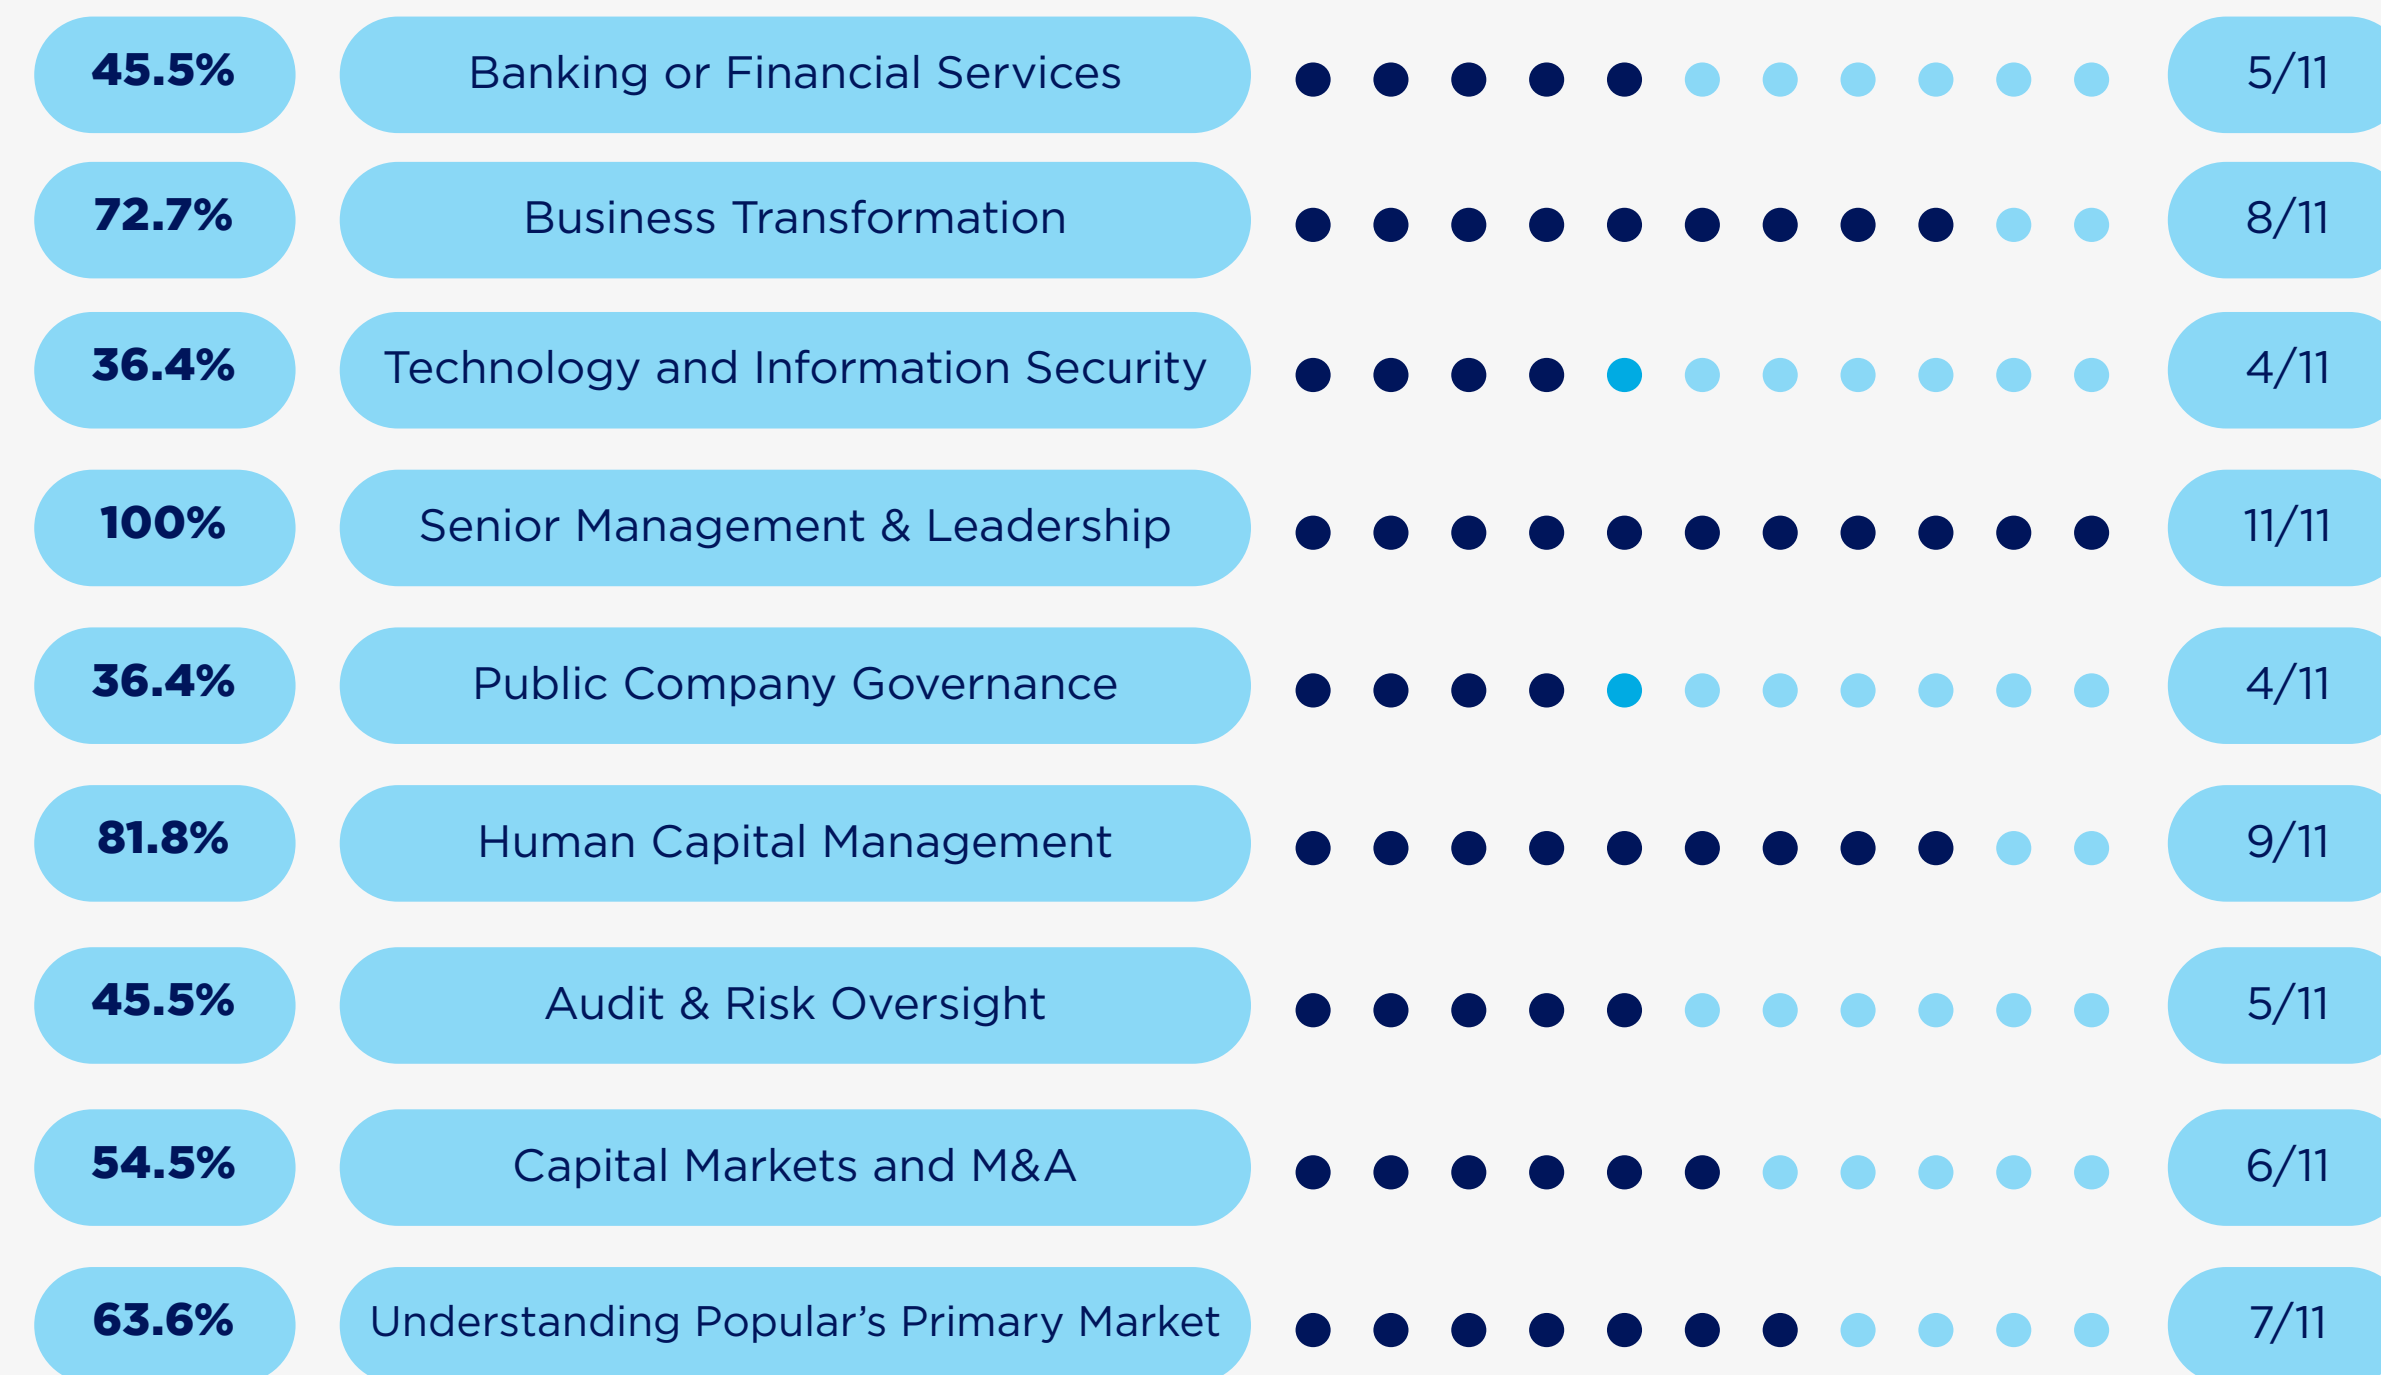 45.5% Banking or Financial Services 5/11
72.7% Business Transformation 8/11
36.4% Technology and Information Security 4/11
100% Senior Management & Leadership 11/11
36.4% Public Company Governance 4/11
81.8% Human Capital Management 9/11
45.5% Audit & Risk Oversight 5/11
54.5% Capital Markets and M&A 6/11
63.6% Understanding Popular’s Primary Market 7/11